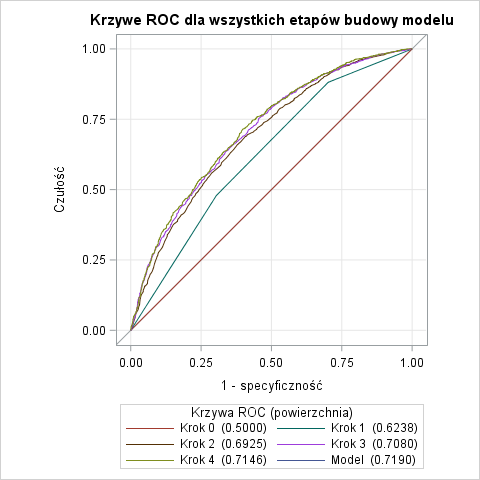 Krzywe ROC dla wszystkich etapów budowy modelu
1.00
0.75
0.50
0.25
0.00
Czułość
0.00 0.25 0.50 0.75 1.00
1 - specyficzność
Krzywa ROC (powierzchnia)
Krok 0 (0.5000) Krok 1 (0.6238)
Krok 2 (0.6925) Krok 3 (0.7080)
Krok 4 (0.7146) Model (0.7190)